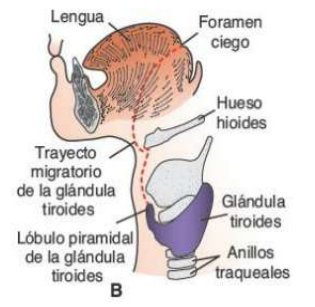 Lengua
Foramen
ciego
Hueso
hioides
Trayecto
migratorio
de la glándula
tiroides
Glándula
tiroides
Lóbulo piramidal
de la glándula
tiroides
Anillos
traqueales
B